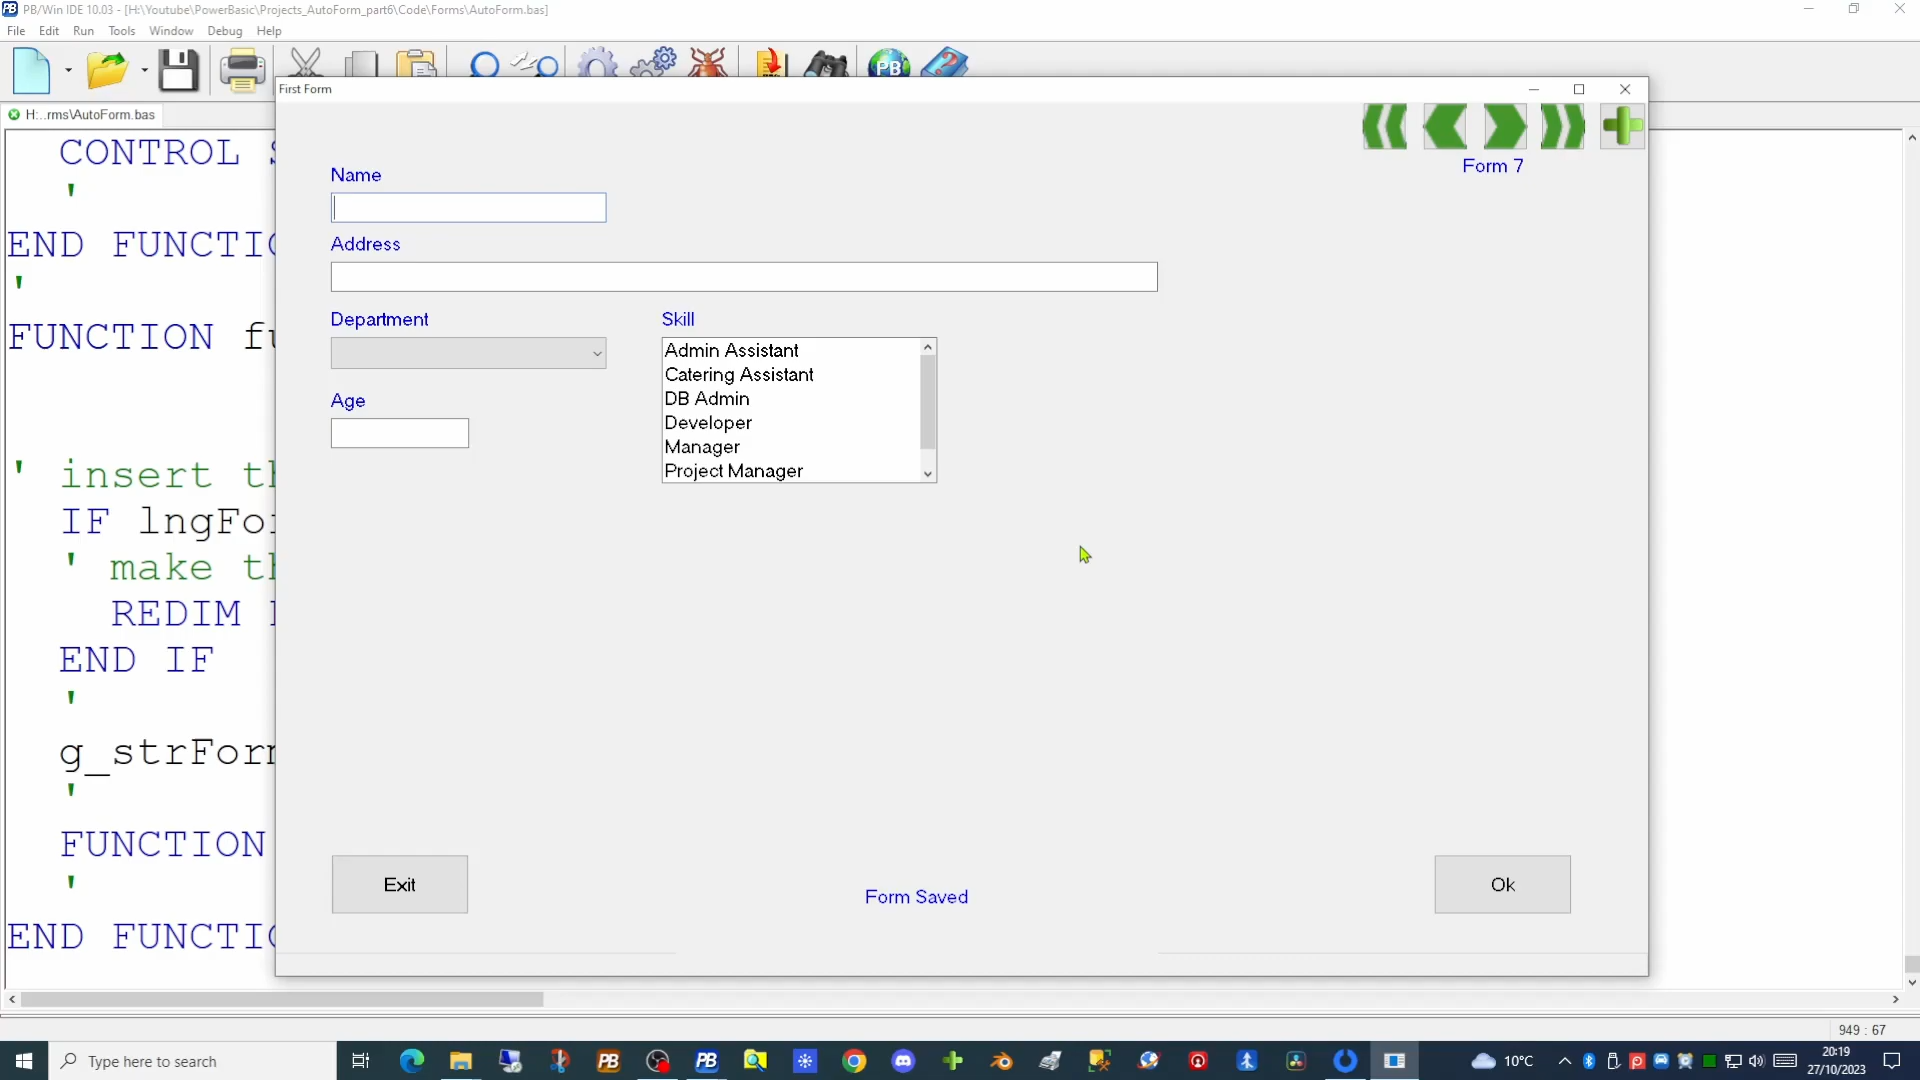 PB/Win IDE 10.03 - [H:\Youtube\PowerBasic\Projects_AutoForm_part6\Code\Forms\AutoForm.bas]
File Edit Run Tools Window Debug Help
First Form
H:..rms\AutoForm.bas
Form 7
Name
Address
Department
Skill
Admin Assistant
Catering Assistant
DB Admin
Developer
Manager
Project Manager
Age
Exit
Form Saved
Ok
CONTROL
'
END FUNCTIO
'
FUNCTION fu
' insert th
IF lngFor
' make th
REDIM
END IF
'
g_strForm
'
FUNCTION
'
END FUNCTIO
949 : 67
Type here to search
10°C
20:19
27/10/2023